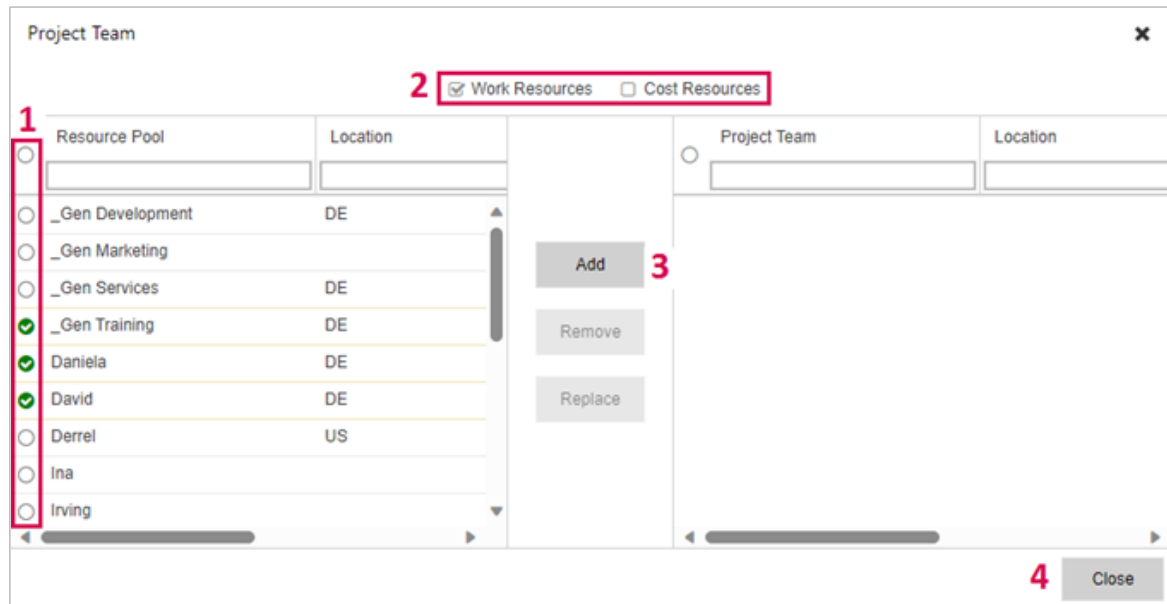 Project Team
2 Work Resources Cost Resources
1
Resource Pool Location Project Team Location
_Gen Development DE
_Gen Marketing
_Gen Services DE
Add 3
_Gen Training DE
Remove
Daniela DE
David DE
Replace
Derrel US
Ina
Irving
4 Close